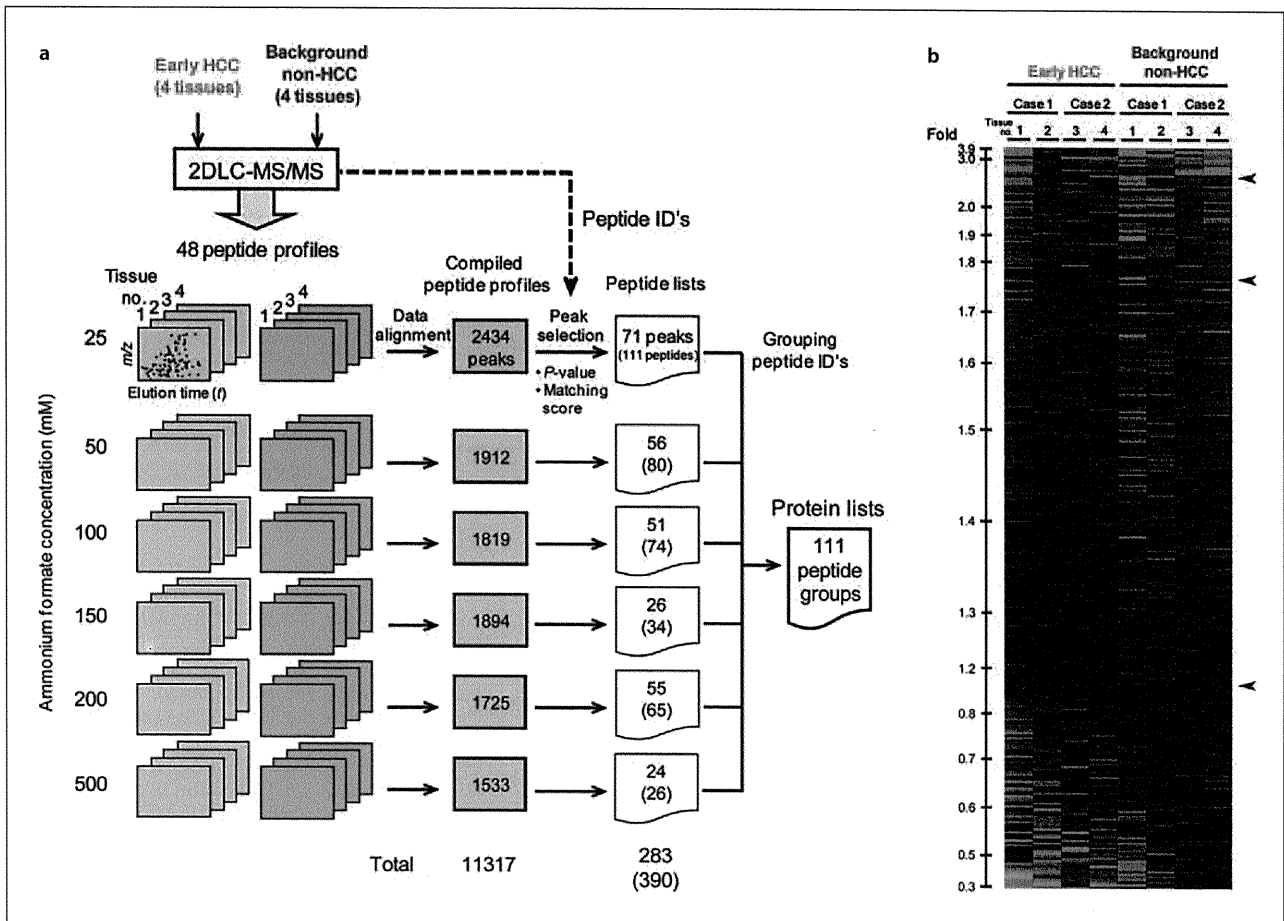 a
Early HCC
(4 tissues)
Background
non-HCC
(4 tissues)
2DLC-MS/MS
Peptide ID's
48 peptide profiles
Tissue
no.
1 2 3 4
1 2 3 4
Compiled
peptide profiles
Peptide lists
25
m/z
Elution time (t)
Data
alignment
2434
peaks
Peak
selection
• P-value
• Matching
score
71 peaks
(111 peptides)
Grouping
peptide ID's
Ammonium formate concentration (mM)
50
1912
56
(80)
100
1819
51
(74)
150
1894
26
(34)
200
1725
55
(65)
500
1533
24
(26)
Protein lists
111
peptide
groups
Total
11317
283
(390)
b
Early HCC
Background
non-HCC
Case 1
Case 2
Case 1
Case 2
Fold
Tissue
no.
1 2 3 4 1 2 3 4
3.9
3.0
2.0
1.9
1.8
1.7
1.6
1.5
1.4
1.3
1.2
0.8
0.7
0.6
0.5
0.3